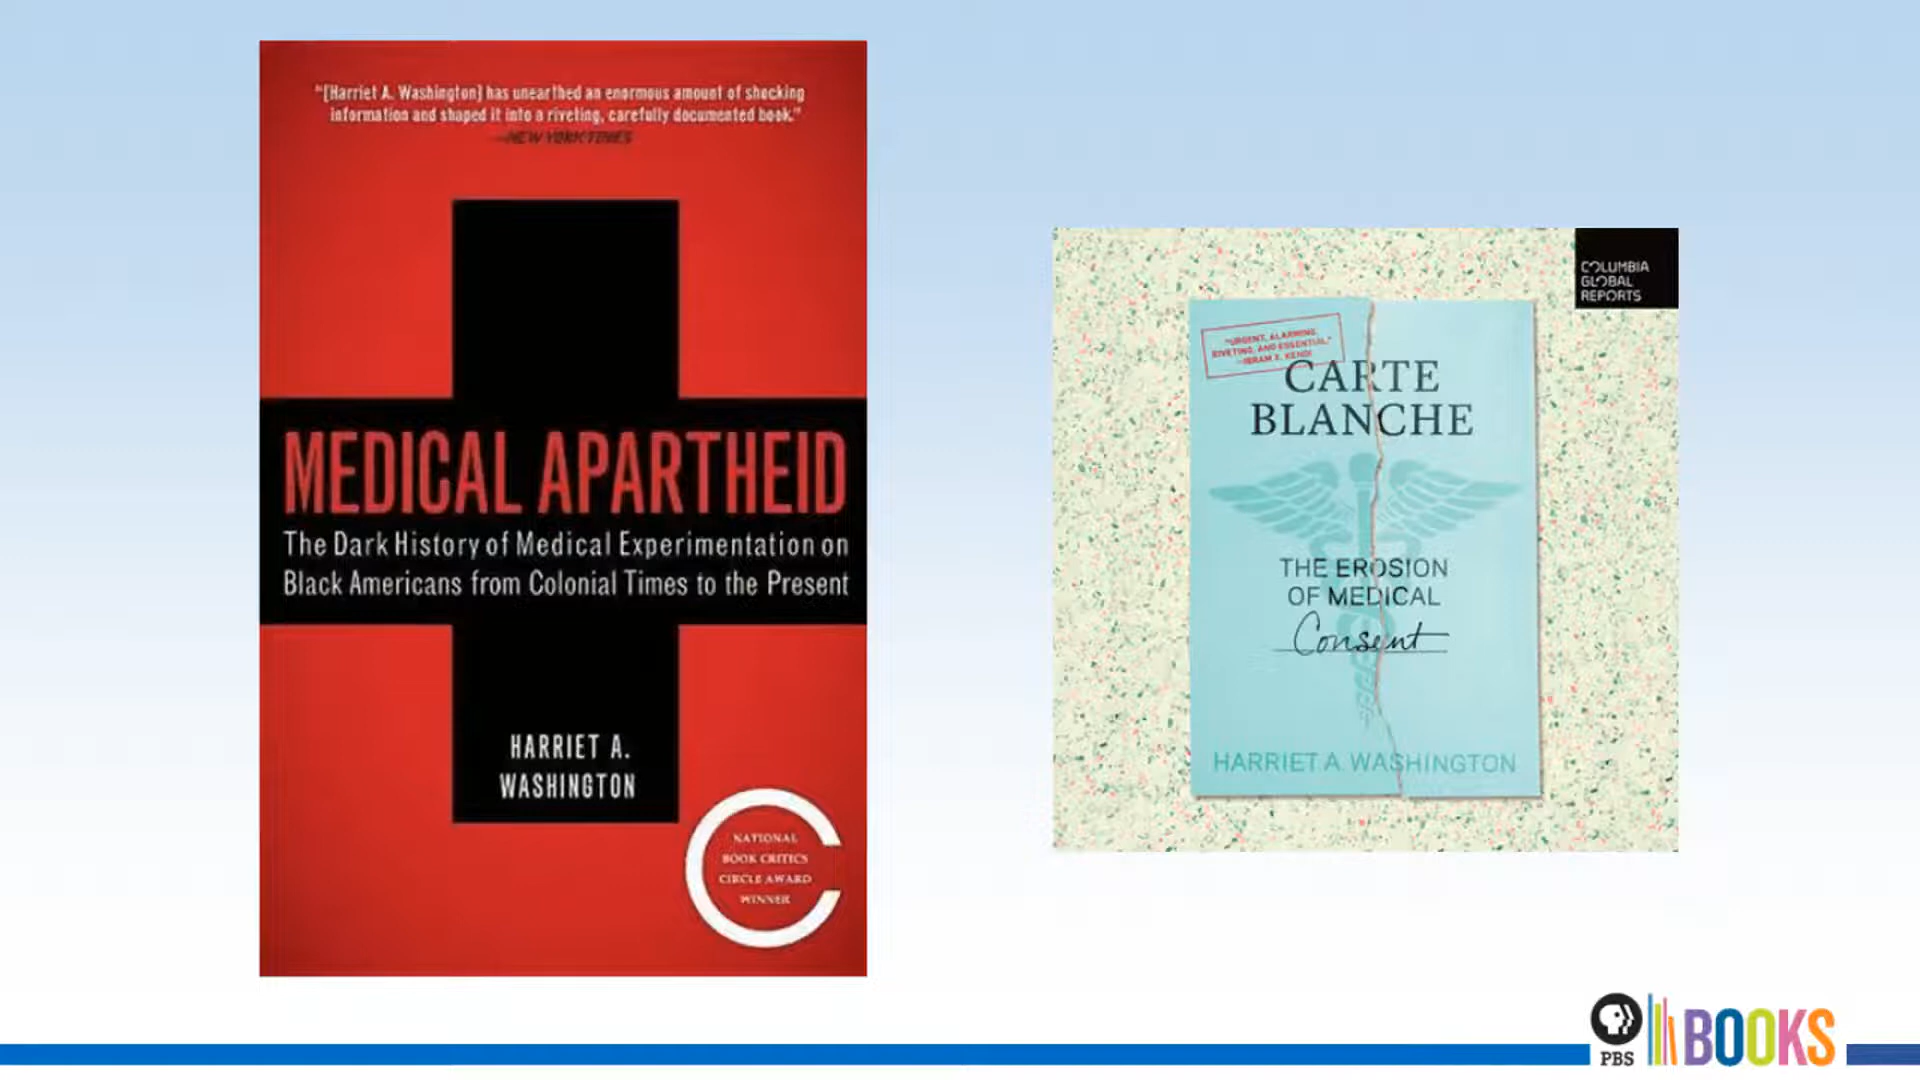 "[Harriet A. Washington] has unearthed an enormous amount of shocking
information and shaped it into a riveting, carefully documented book."
—NEW YORK TIMES
MEDICAL APARTHEID
The Dark History of Medical Experimentation on
Black Americans from Colonial Times to the Present
HARRIET A.
WASHINGTON
NATIONAL
BOOK CRITICS
CIRCLE AWARD
WINNER
COLUMBIA
GLOBAL
REPORTS
"URGENT, ALARMING,
RIVETING, AND ESSENTIAL."
—IBRAM X. KENDI
CARTE
BLANCHE
THE EROSION
OF MEDICAL
Consent
HARRIET A. WASHINGTON
PBS
BOOKS